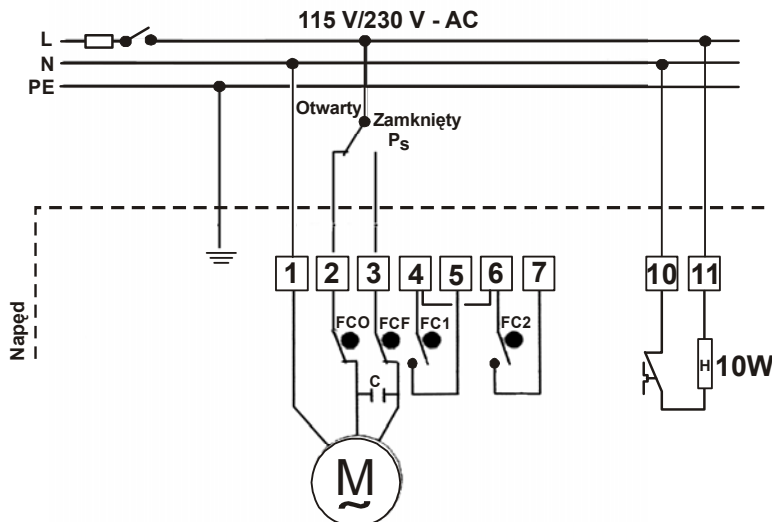 115 V/230 V - AC
L
N
PE
Otwarty
Zamknięty
Ps
Napęd
1 2 3 4 5 6 7 10 11
FCO FCF FC1 FC2
C
H 10W
M
~